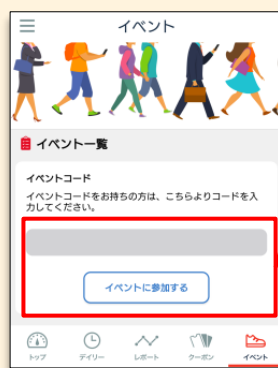 イベント
イベント一覧
イベントコード
イベントコードをお持ちの方は、こちらよりコードを入
力してください。
イベントに参加する
トップ デイリー レポート クーポン イベント